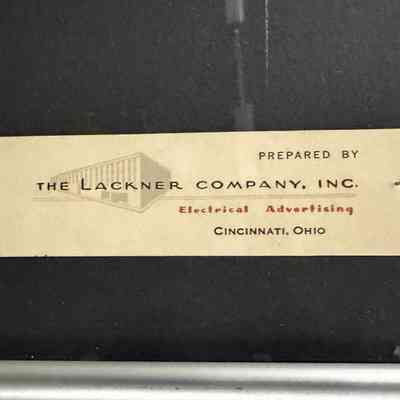 PREPARED BY
THE LACKNER COMPANY, INC.
Electrical Advertising
CINCINNATI, OHIO